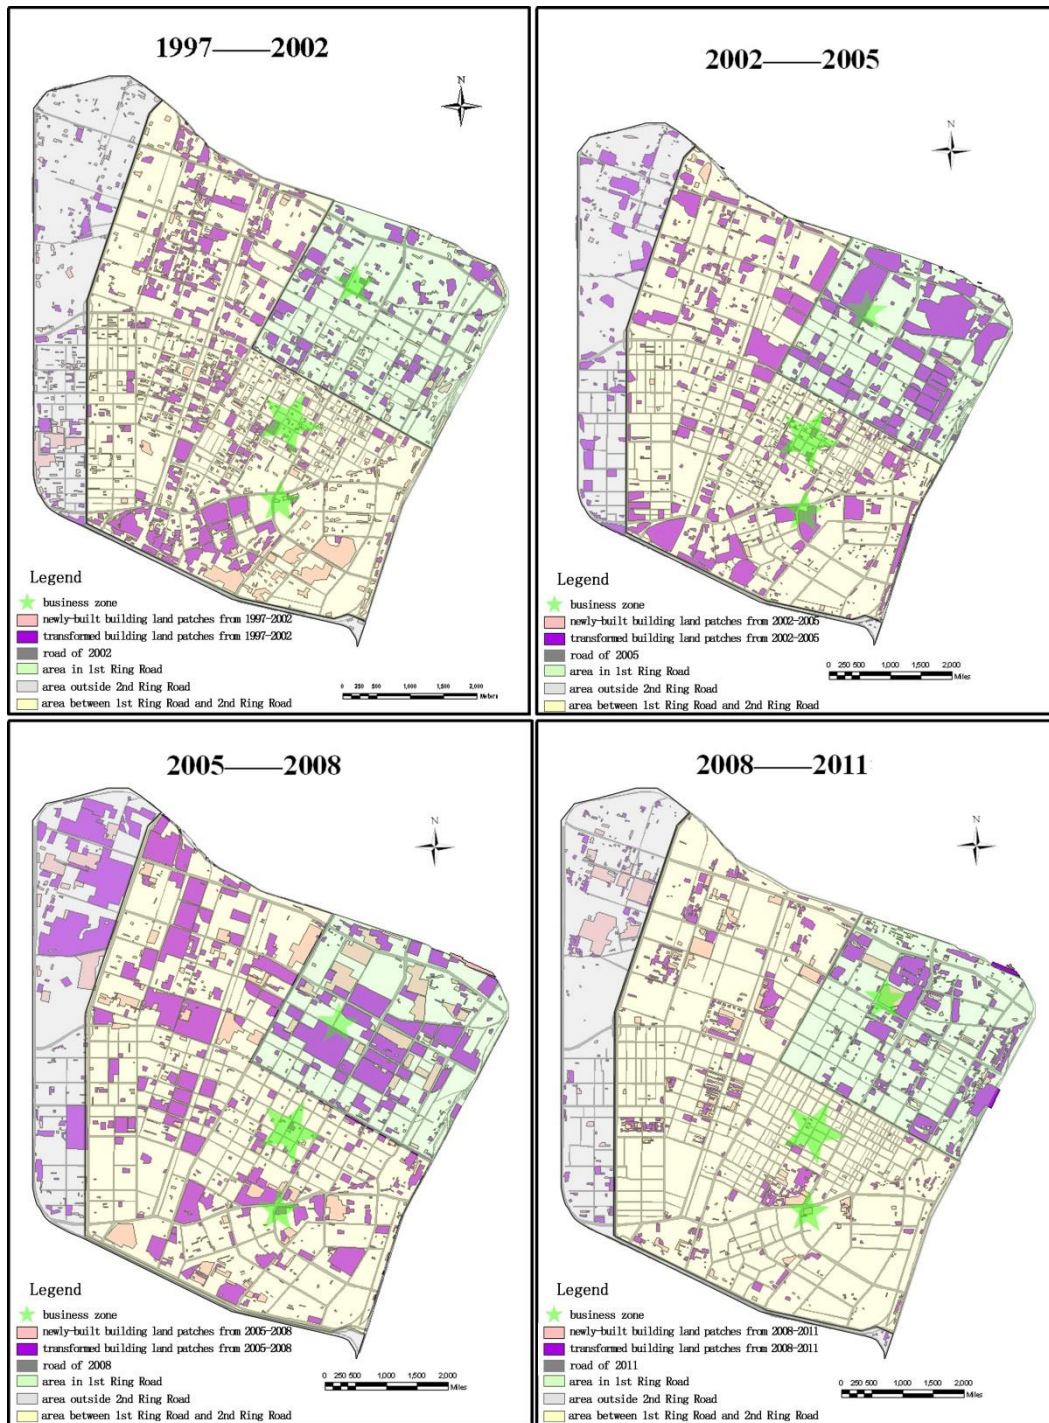 1997——2002
N
Legend
business zone
newly-built building land patches from 1997-2002
transformed building land patches from 1997-2002
road of 2002
area in 1st Ring Road
area outside 2nd Ring Road
area between 1st Ring Road and 2nd Ring Road
0 250 500 1,000 1,500 2,000
2002——2005
N
Legend
business zone
newly-built building land patches from 2002-2005
transformed building land patches from 2002-2005
road of 2005
area in 1st Ring Road
area outside 2nd Ring Road
area between 1st Ring Road and 2nd Ring Road
0 250 500 1,000 1,500 2,000
Miles
2005——2008
N
Legend
business zone
newly-built building land patches from 2005-2008
transformed building land patches from 2005-2008
road of 2008
area in 1st Ring Road
area outside 2nd Ring Road
area between 1st Ring Road and 2nd Ring Road
0 250 500 1,000 1,500 2,000
Miles
2008——2011
N
Legend
business zone
newly-built building land patches from 2008-2011
transformed building land patches from 2008-2011
road of 2011
area in 1st Ring Road
area outside 2nd Ring Road
area between 1st Ring Road and 2nd Ring Road
0 250 500 1,000 1,500 2,000
Miles